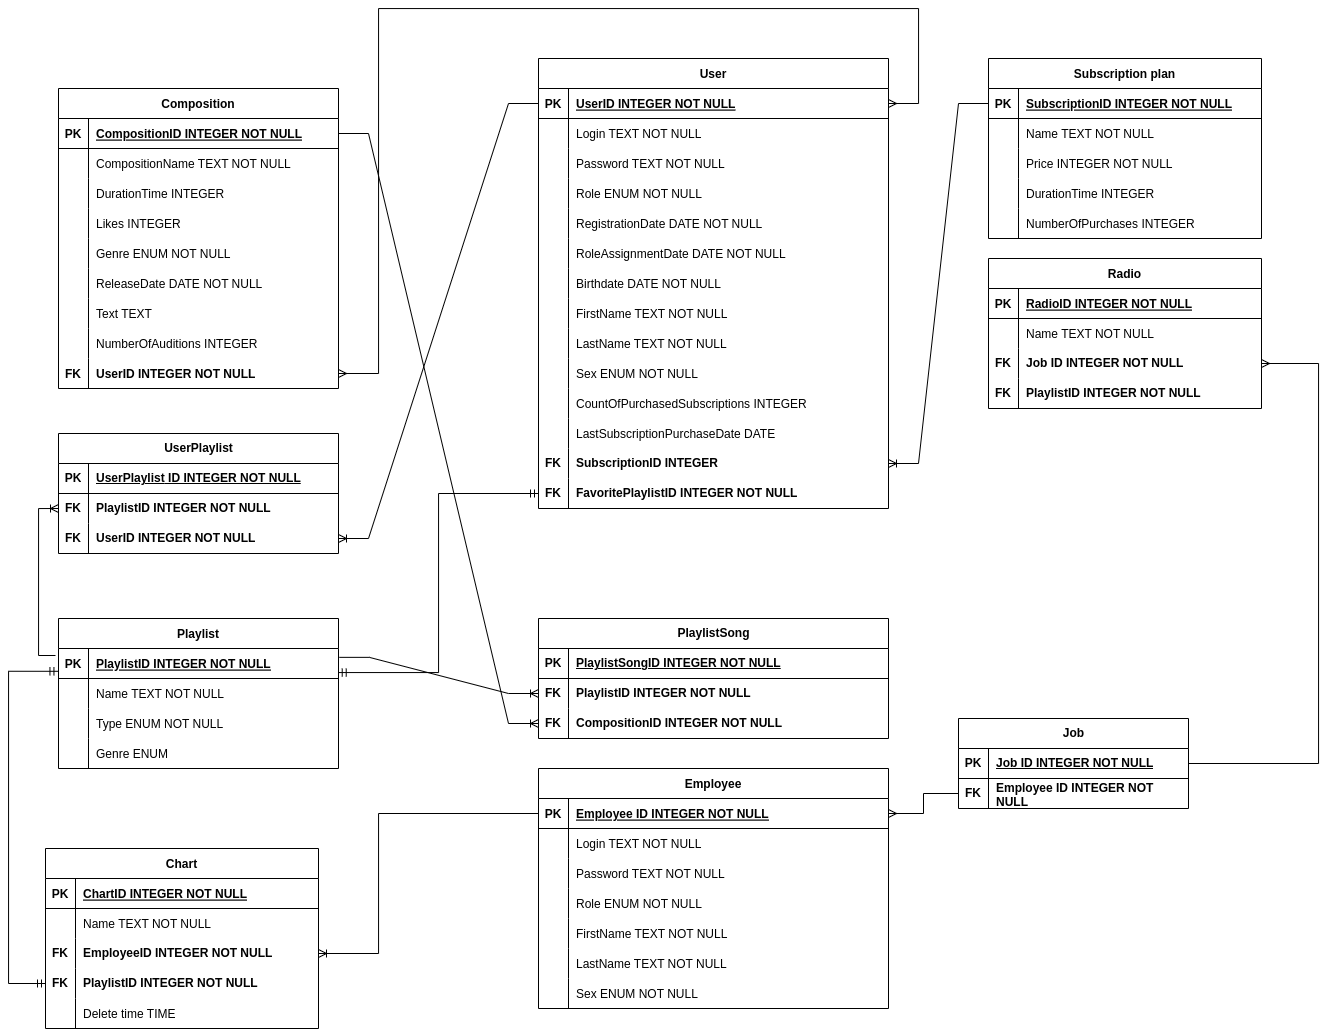 Composition
PK CompositionID INTEGER NOT NULL
CompositionName TEXT NOT NULL
DurationTime INTEGER
Likes INTEGER
Genre ENUM NOT NULL
ReleaseDate DATE NOT NULL
Text TEXT
NumberOfAuditions INTEGER
FK UserID INTEGER NOT NULL
UserPlaylist
PK UserPlaylist ID INTEGER NOT NULL
FK PlaylistID INTEGER NOT NULL
FK UserID INTEGER NOT NULL
Playlist
PK PlaylistID INTEGER NOT NULL
Name TEXT NOT NULL
Type ENUM NOT NULL
Genre ENUM
Chart
PK ChartID INTEGER NOT NULL
Name TEXT NOT NULL
FK EmployeeID INTEGER NOT NULL
FK PlaylistID INTEGER NOT NULL
Delete time TIME
User
PK UserID INTEGER NOT NULL
Login TEXT NOT NULL
Password TEXT NOT NULL
Role ENUM NOT NULL
RegistrationDate DATE NOT NULL
RoleAssignmentDate DATE NOT NULL
Birthdate DATE NOT NULL
FirstName TEXT NOT NULL
LastName TEXT NOT NULL
Sex ENUM NOT NULL
CountOfPurchasedSubscriptions INTEGER
LastSubscriptionPurchaseDate DATE
FK SubscriptionID INTEGER
FK FavoritePlaylistID INTEGER NOT NULL
PlaylistSong
PK PlaylistSongID INTEGER NOT NULL
FK PlaylistID INTEGER NOT NULL
FK CompositionID INTEGER NOT NULL
Employee
PK Employee ID INTEGER NOT NULL
Login TEXT NOT NULL
Password TEXT NOT NULL
Role ENUM NOT NULL
FirstName TEXT NOT NULL
LastName TEXT NOT NULL
Sex ENUM NOT NULL
Subscription plan
PK SubscriptionID INTEGER NOT NULL
Name TEXT NOT NULL
Price INTEGER NOT NULL
DurationTime INTEGER
NumberOfPurchases INTEGER
Radio
PK RadioID INTEGER NOT NULL
Name TEXT NOT NULL
FK Job ID INTEGER NOT NULL
FK PlaylistID INTEGER NOT NULL
Job
PK Job ID INTEGER NOT NULL
FK Employee ID INTEGER NOT
NULL